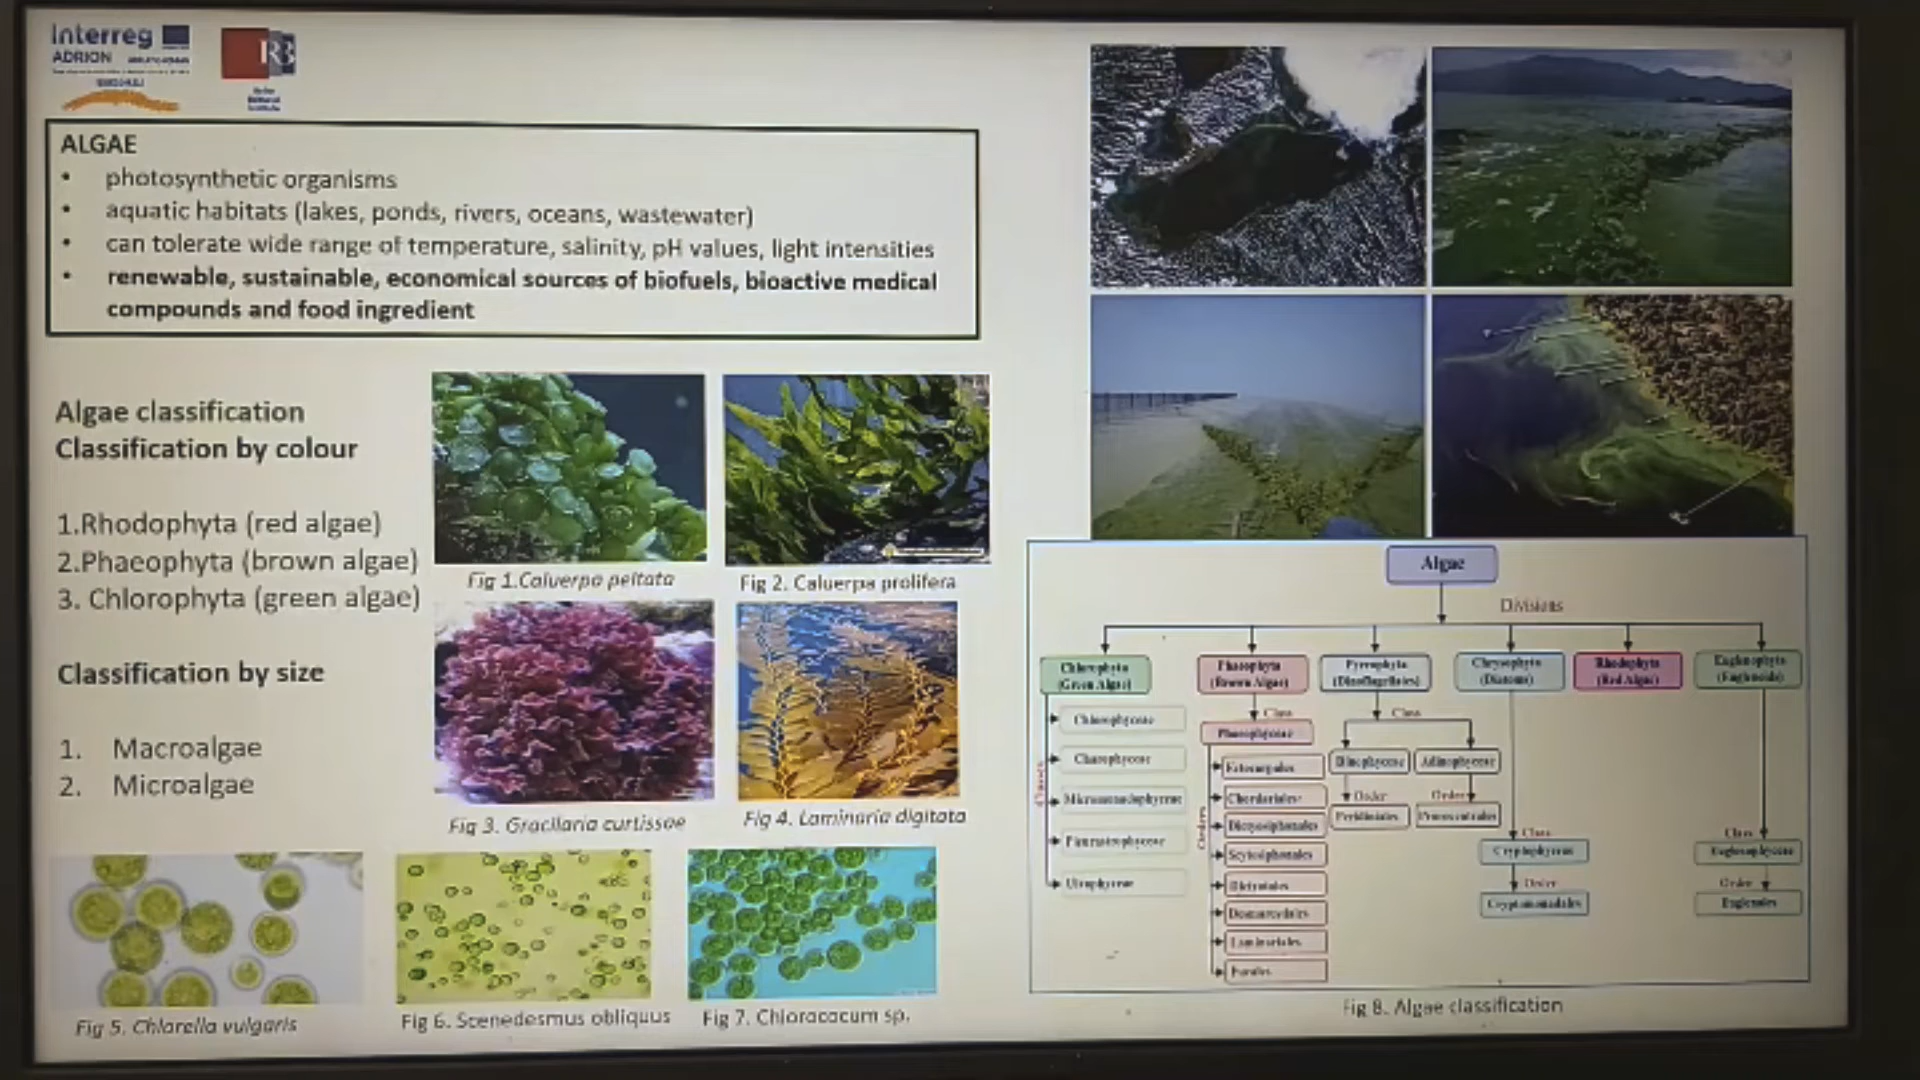 Interreg
ADRION
ALGAE
• photosynthetic organisms
• aquatic habitats (lakes, ponds, rivers, oceans, wastewater)
• can tolerate wide range of temperature, salinity, pH values, light intensities
• renewable, sustainable, economical sources of biofuels, bioactive medical
compounds and food ingredient
Algae classification
Classification by colour
1.Rhodophyta (red algae)
2.Phaeophyta (brown algae)
3. Chlorophyta (green algae)
Classification by size
1. Macroalgae
2. Microalgae
Fig 1.Caluerpa peltata
Fig 2. Caluerpa prolifera
Fig 3. Gracilaria curtissae
Fig 4. Laminaria digitata
Fig 5. Chlorella vulgaris
Fig 6. Scenedesmus obliquus
Fig 7. Chlorococum sp.
Algae
Divisions
Chlorophyta
(Green Algae)
Phaeophyta
(Brown Algae)
Pyrrophyta
(Dinoflagellates)
Chrysophyta
(Diatoms)
Rhodophyta
(Red Algae)
Euglenophyta
(Euglenoids)
Chlorophyceae
Charophyceae
Ulvophyceae
Class
Phaeophyceae
Ectocarpales
Chordariales
Dictyosiphonales
Scytosiphonales
Dictyotales
Desmarestiales
Laminariales
Fucales
Class
Dinophyceae
Adinophyceae
Order
Order
Peridiniales
Prorocentrales
Class
Cryptophyceae
Order
Cryptomonadales
Class
Euglenophyceae
Order
Euglenales
Fig 8. Algae classification